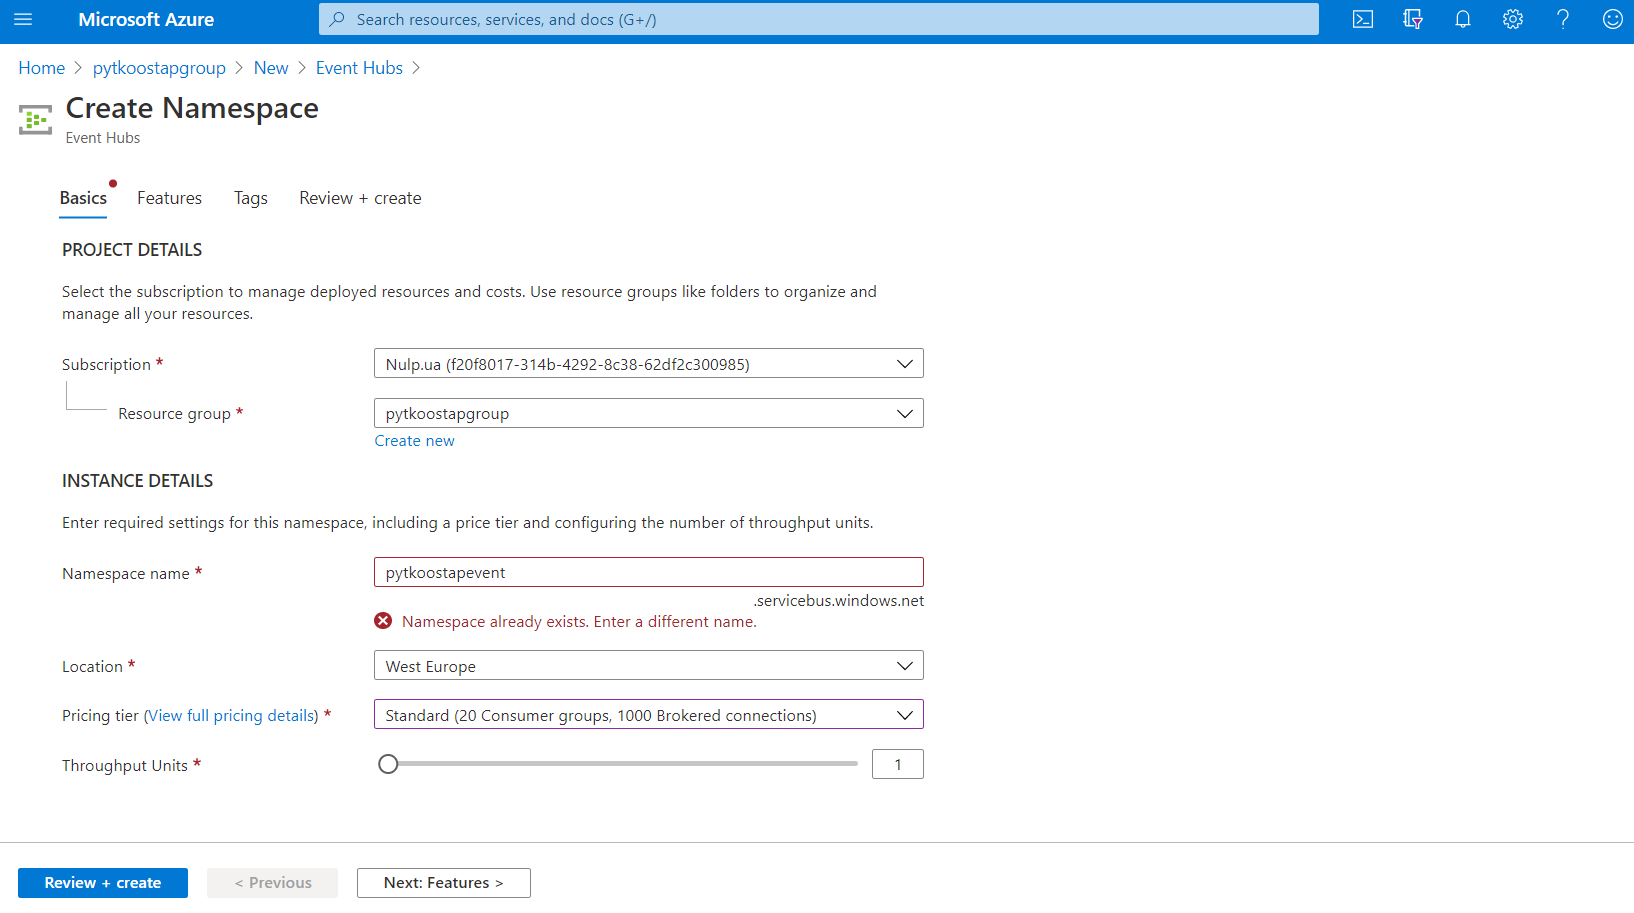 Microsoft Azure
Search resources, services, and docs (G+/)
Home > pytkoostapgroup > New > Event Hubs >
Create Namespace
Event Hubs
Basics Features Tags Review + create
PROJECT DETAILS
Select the subscription to manage deployed resources and costs. Use resource groups like folders to organize and
manage all your resources.
Subscription * Nulp.ua (f20f8017-314b-4292-8c38-62df2c300985)
Resource group * pytkoostapgroup
Create new
INSTANCE DETAILS
Enter required settings for this namespace, including a price tier and configuring the number of throughput units.
Namespace name * pytkoostapevent
.servicebus.windows.net
Namespace already exists. Enter a different name.
Location * West Europe
Pricing tier (View full pricing details) * Standard (20 Consumer groups, 1000 Brokered connections)
Throughput Units * 1
Review + create < Previous Next: Features >